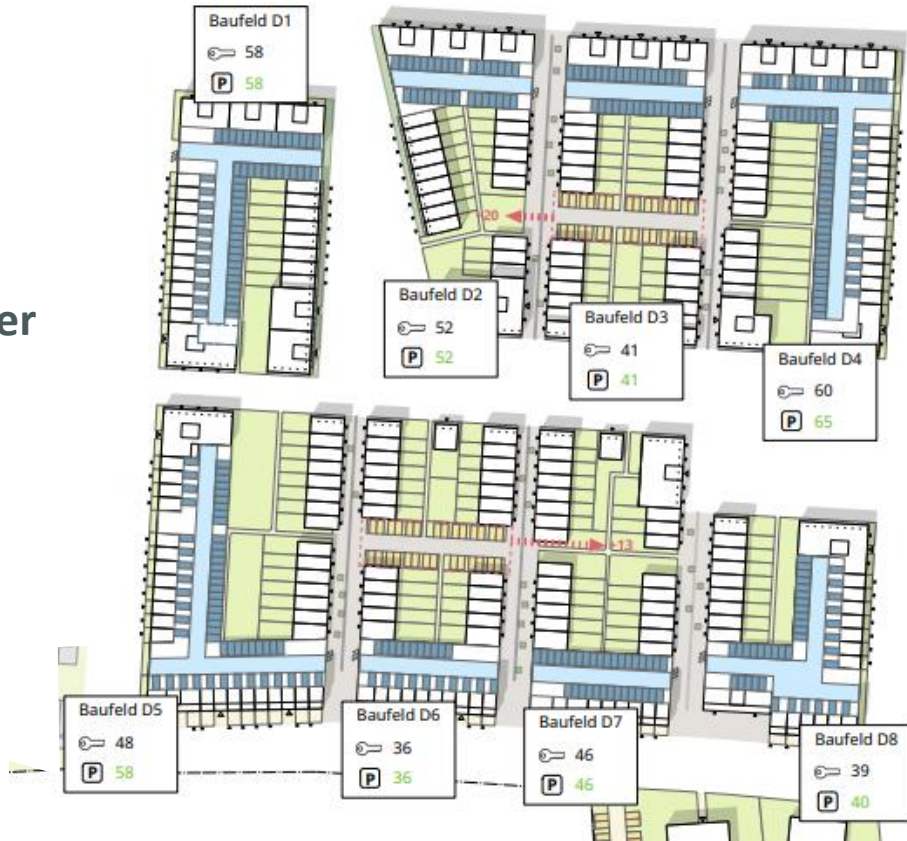 Baufeld D1
58
P 58
er
+20
Baufeld D2
52
P 52
Baufeld D3
41
P 41
Baufeld D4
60
P 65
+13
Baufeld D5
48
P 58
Baufeld D6
36
P 36
Baufeld D7
46
P 46
Baufeld D8
39
P 40